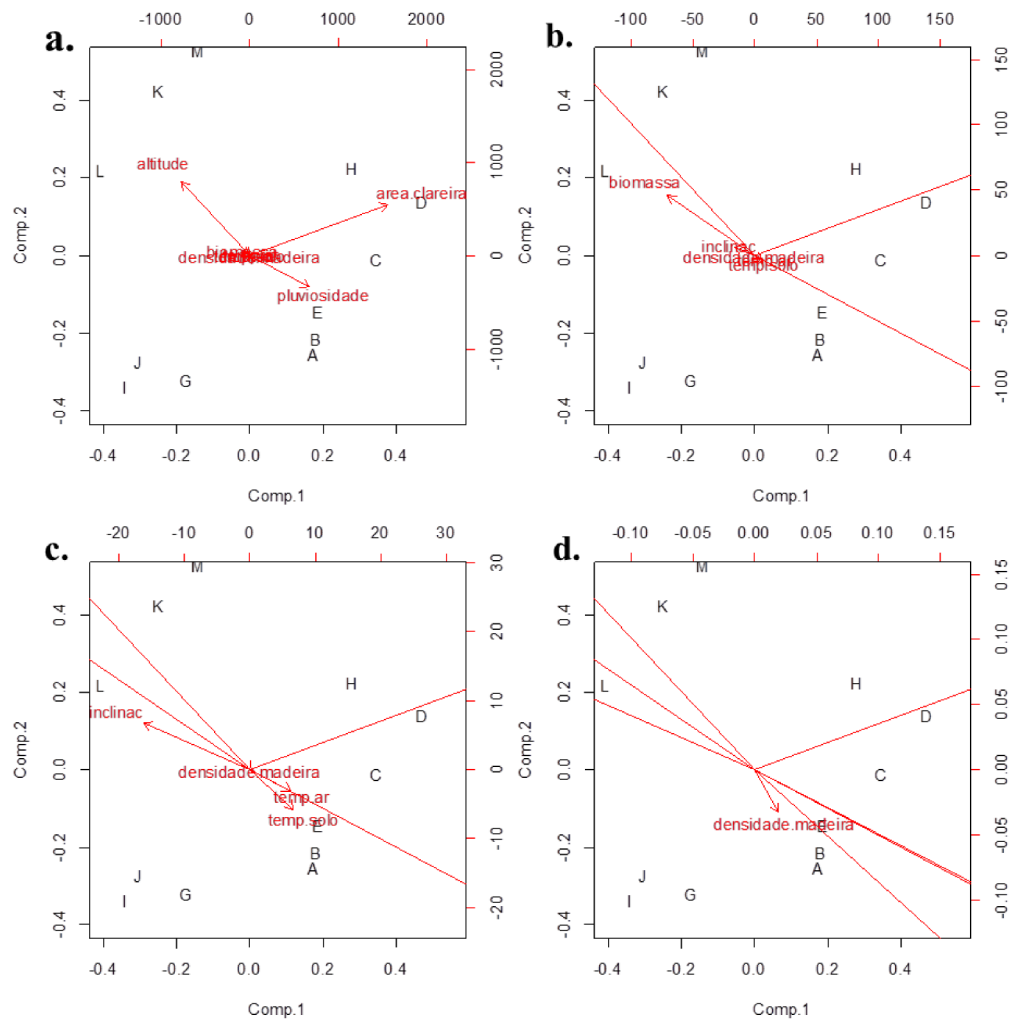 a.
-1000 0 1000 2000
M
K
2000
0.4
L
altitude
H
area.clareira
1000
0.2
D
Comp.2
0.0
biomassa
densidade.madeira
C
0
pluviosidade
E
-0.2
B
A
-1000
J
I
G
-0.4
-0.4 -0.2 0.0 0.2 0.4
Comp.1
b.
-100 -50 0 50 100 150
M
K
150
0.4
100
L
biomassa
H
0.2
50
D
Comp.2
0.0
inclinac
densidade.madeira
temp.ar
temp.solo
C
0
E
-0.2
B
A
-50
J
I
G
-100
-0.4
-0.4 -0.2 0.0 0.2 0.4
Comp.1
c.
-20 -10 0 10 20 30
M
K
30
0.4
20
L
inclinac
H
0.2
10
D
Comp.2
0.0
densidade.madeira
C
0
temp.ar
temp.solo
E
-0.2
B
A
-10
J
I
G
-20
-0.4
-0.4 -0.2 0.0 0.2 0.4
Comp.1
d.
-0.10 -0.05 0.00 0.05 0.10 0.15
M
K
0.15
0.4
0.10
L
H
0.2
0.05
D
Comp.2
0.0
C
0.00
densidade.madeira
E
-0.2
B
A
-0.05
J
I
G
-0.10
-0.4
-0.4 -0.2 0.0 0.2 0.4
Comp.1